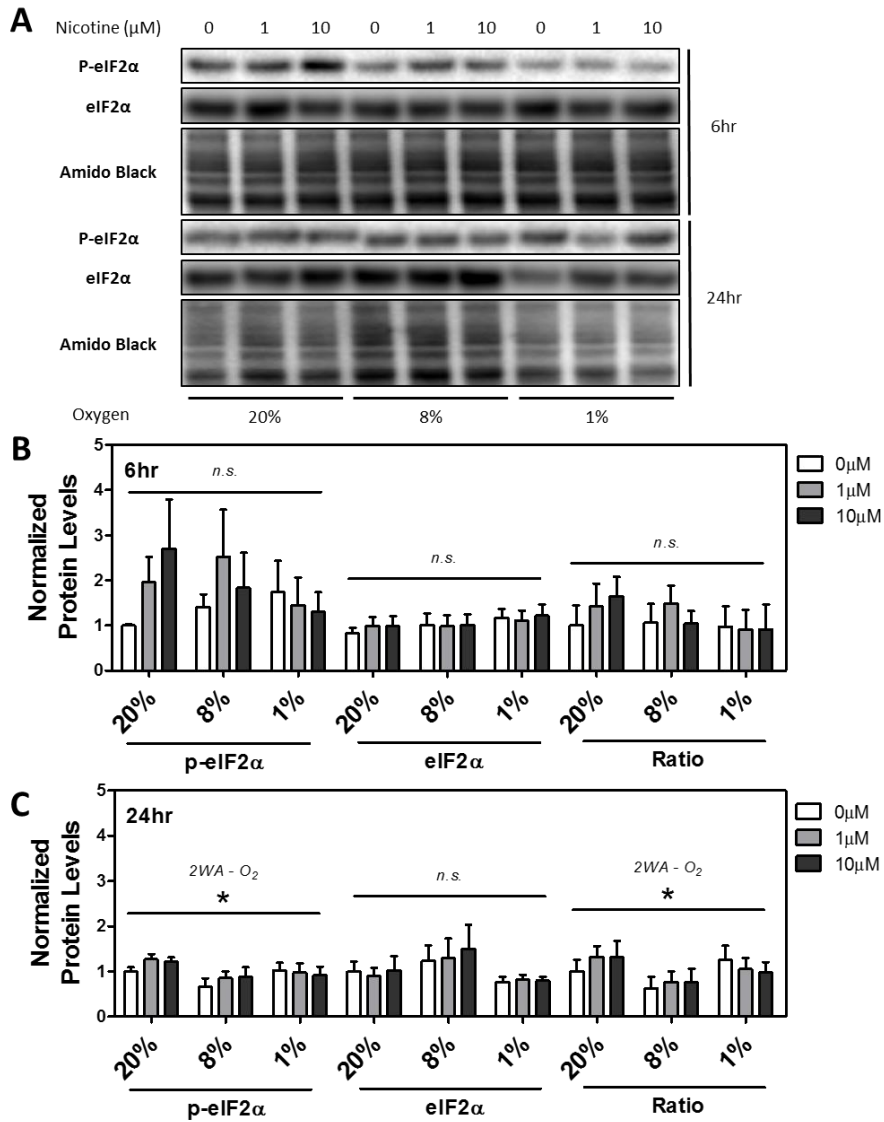 A
Nicotine (µM) 0 1 10 0 1 10 0 1 10
P-eIF2α
eIF2α
Amido Black
6hr
P-eIF2α
eIF2α
Amido Black
24hr
Oxygen 20% 8% 1%
B
Normalized
Protein Levels
5
4
3
2
1
0
6hr
n.s.
n.s.
n.s.
0µM
1µM
10µM
20% 8% 1% 20% 8% 1% 20% 8% 1%
p-eIF2α eIF2α Ratio
C
Normalized
Protein Levels
5
4
3
2
1
0
24hr
2WA - O₂
*
n.s.
2WA - O₂
*
0µM
1µM
10µM
20% 8% 1% 20% 8% 1% 20% 8% 1%
p-eIF2α eIF2α Ratio